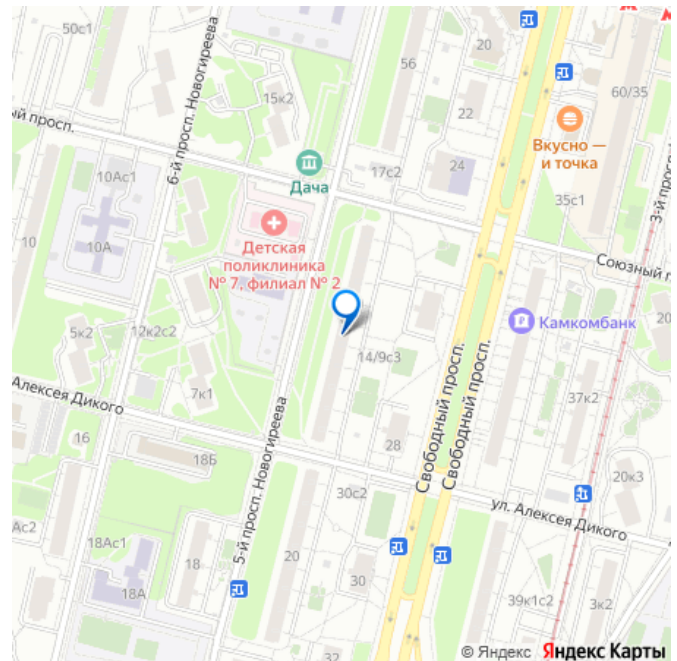 50с1
6-й просп. Новогиреева
15к2
56
20
22
60/35
Вкусно —
и точка
3-й просп.
ый просп.
10Ас1
Дача
17с2
24
35с1
10
10А
Детская
поликлиника
№ 7, филиал № 2
Союзный п
5к2
12к2с2
Камкомбанк
20
14/9с3
Свободный просп.
Свободный просп.
7к1
Алексея Дикого
5-й просп. Новогиреева
37к2
16
28
18Б
20к3
30с2
ул. Алексея Дикого
Ас2
18Ас1
18
20
18А
30
39к1с2
3к2
32
© Яндекс Яндекс Карты